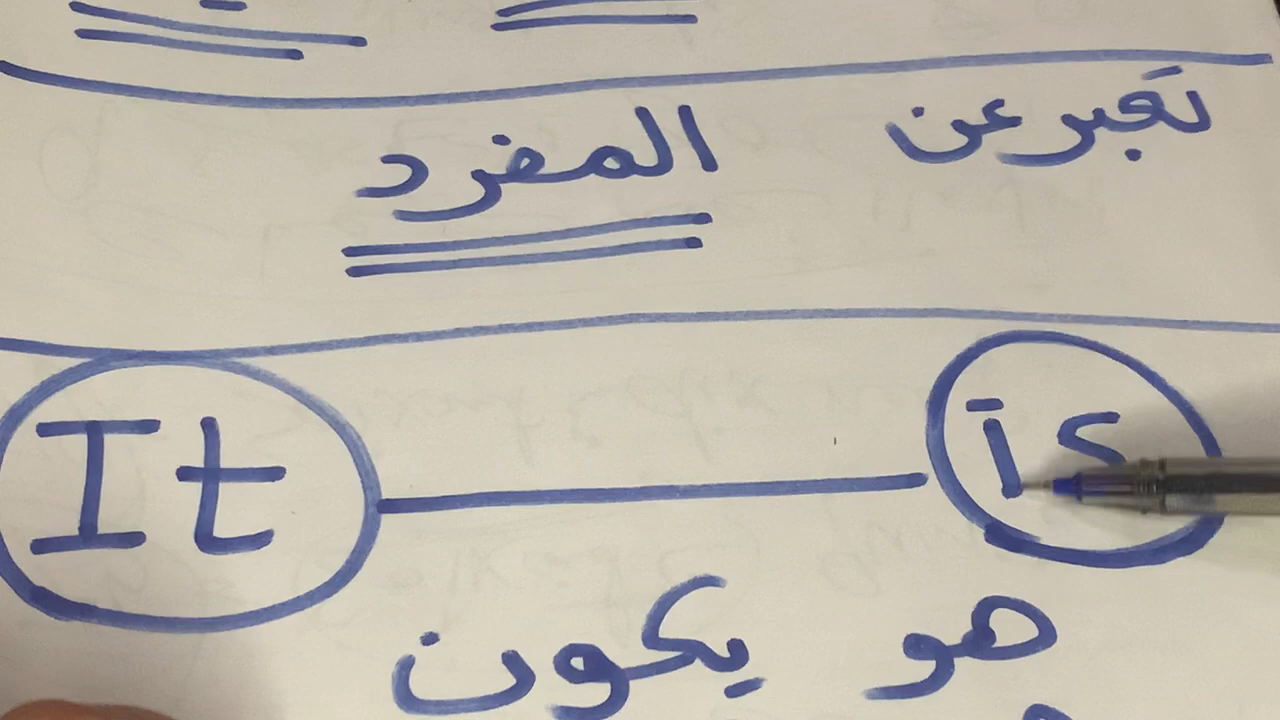 تعبر عن المفرد
It is
هو يكون